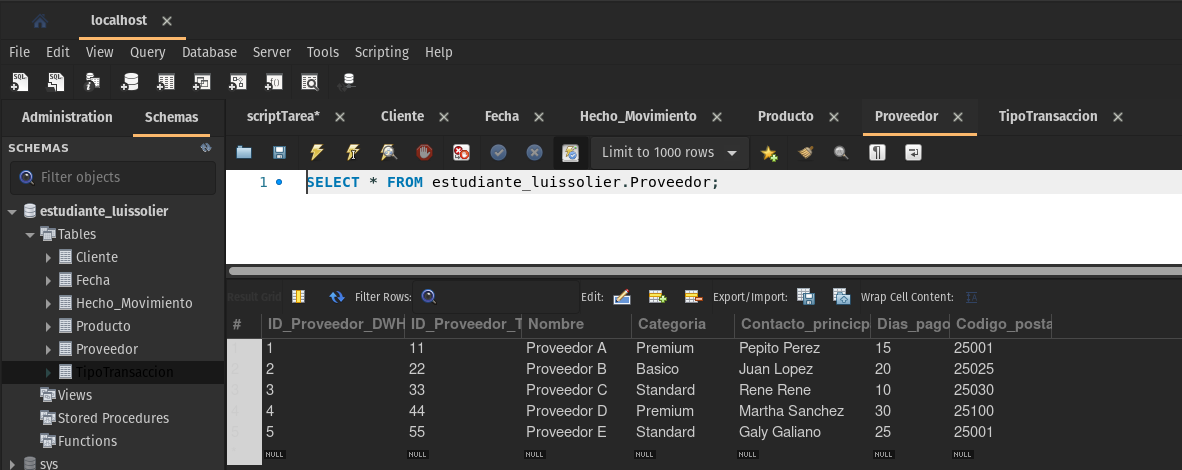 localhost
File Edit View Query Database Server Tools Scripting Help
Administration Schemas
scriptTarea* Cliente Fecha Hecho_Movimiento Producto Proveedor TipoTransaccion
SCHEMAS
Filter objects
estudiante_luissolier
Tables
Cliente
Fecha
Hecho_Movimiento
Producto
Proveedor
TipoTransaccion
Views
Stored Procedures
Functions
sys
Limit to 1000 rows
1 SELECT * FROM estudiante_luissolier.Proveedor;
Result Grid Filter Rows: Edit: Export/Import: Wrap Cell Content:
# ID_Proveedor_DWH ID_Proveedor_T Nombre Categoria Contacto_princicp Dias_pago Codigo_posta
1 11 Proveedor A Premium Pepito Perez 15 25001
2 22 Proveedor B Basico Juan Lopez 20 25025
3 33 Proveedor C Standard Rene Rene 10 25030
4 44 Proveedor D Premium Martha Sanchez 30 25100
5 55 Proveedor E Standard Galy Galiano 25 25001
NULL NULL NULL NULL NULL NULL NULL